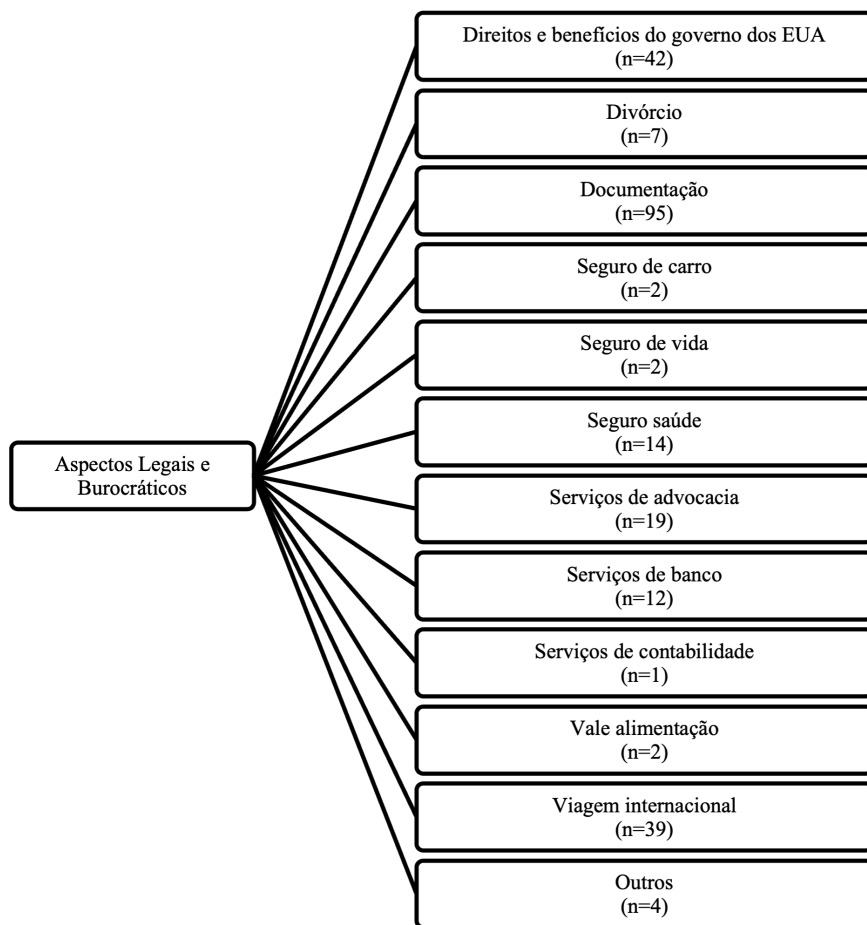 Aspectos Legais e
Burocráticos
Direitos e benefícios do governo dos EUA
(n=42)
Divórcio
(n=7)
Documentação
(n=95)
Seguro de carro
(n=2)
Seguro de vida
(n=2)
Seguro saúde
(n=14)
Serviços de advocacia
(n=19)
Serviços de banco
(n=12)
Serviços de contabilidade
(n=1)
Vale alimentação
(n=2)
Viagem internacional
(n=39)
Outros
(n=4)